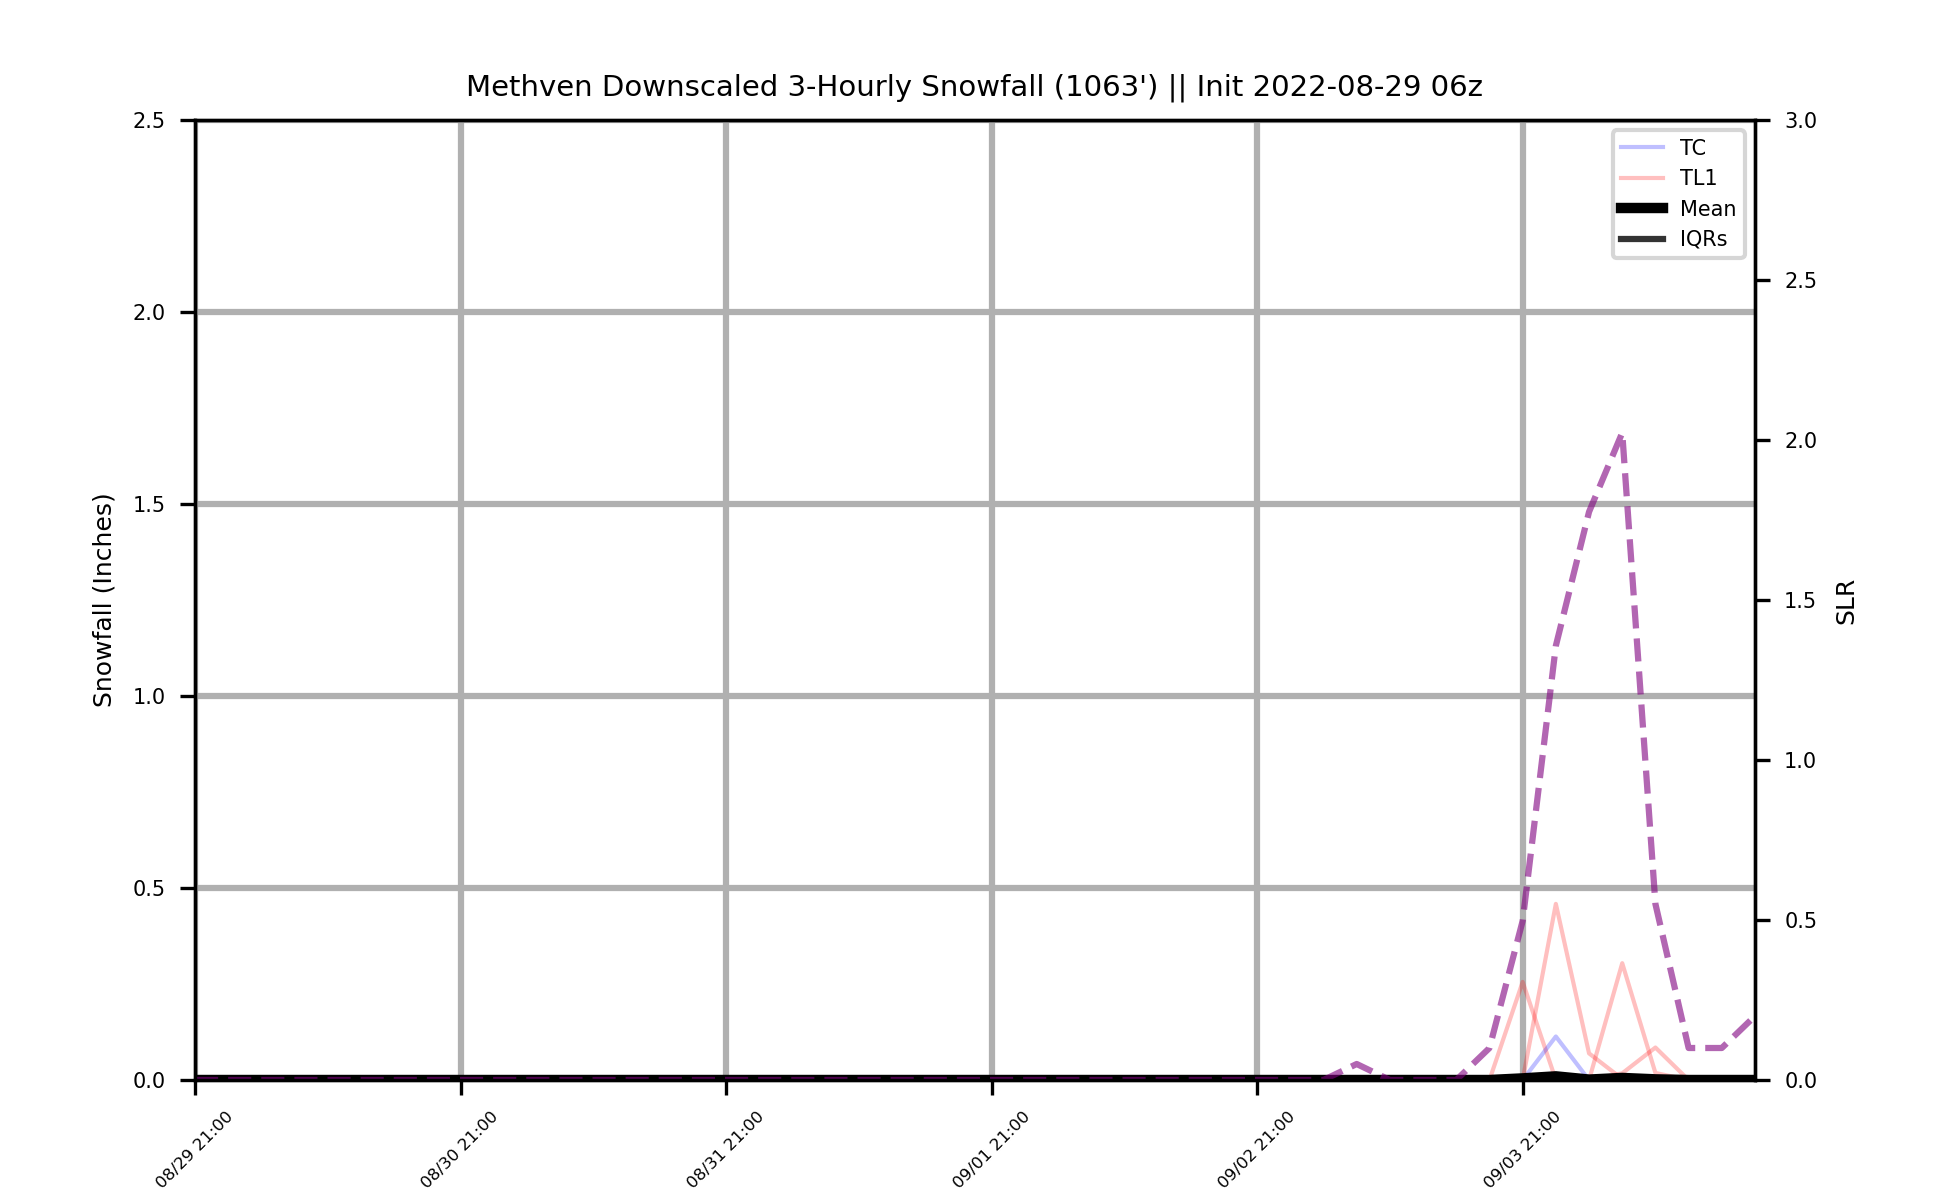 Methven Downscaled 3-Hourly Snowfall (1063') || Init 2022-08-29 06z
2.5
2.0
1.5
1.0
0.5
0.0
Snowfall (Inches)
TC
TL1
Mean
IQRs
3.0
2.5
2.0
1.5
1.0
0.5
0.0
SLR
08/29 21:00
08/30 21:00
08/31 21:00
09/01 21:00
09/02 21:00
09/03 21:00